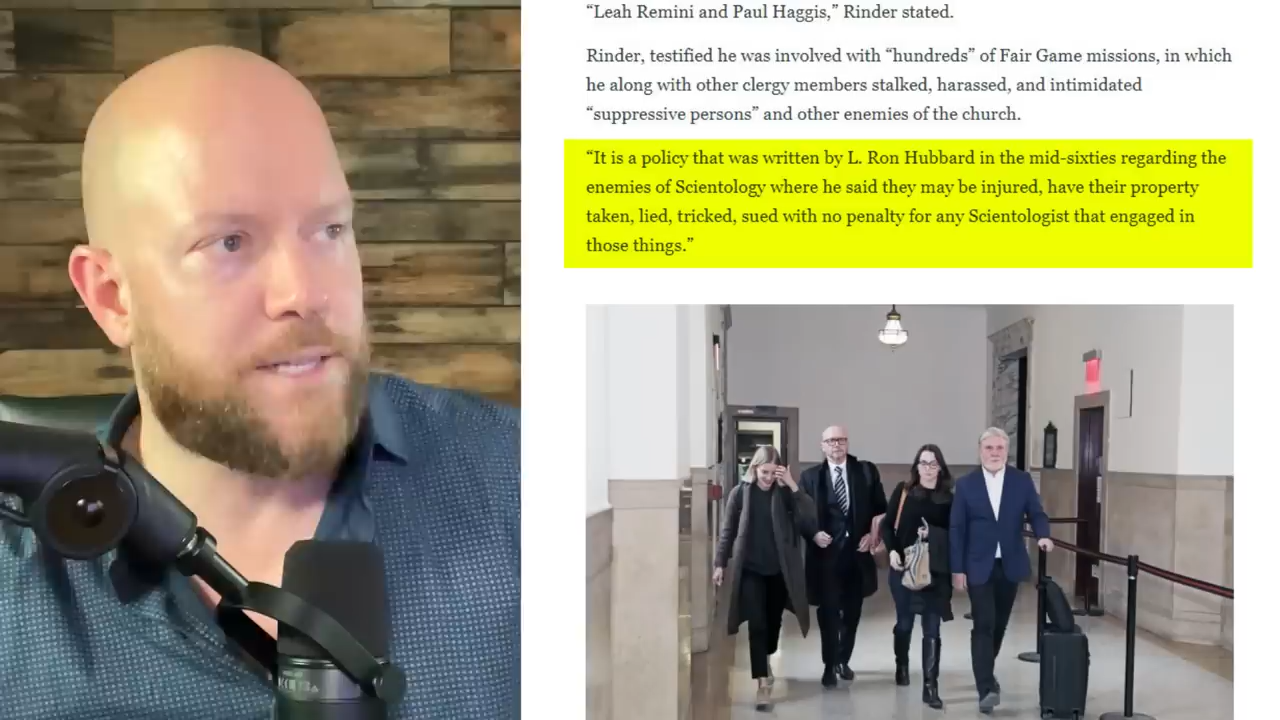 “Leah Remini and Paul Haggis,” Rinder stated.
Rinder, testified he was involved with “hundreds” of Fair Game missions, in which
he along with other clergy members stalked, harassed, and intimidated
“suppressive persons” and other enemies of the church.
“It is a policy that was written by L. Ron Hubbard in the mid-sixties regarding the
enemies of Scientology where he said they may be injured, have their property
taken, lied, tricked, sued with no penalty for any Scientologist that engaged in
those things.”